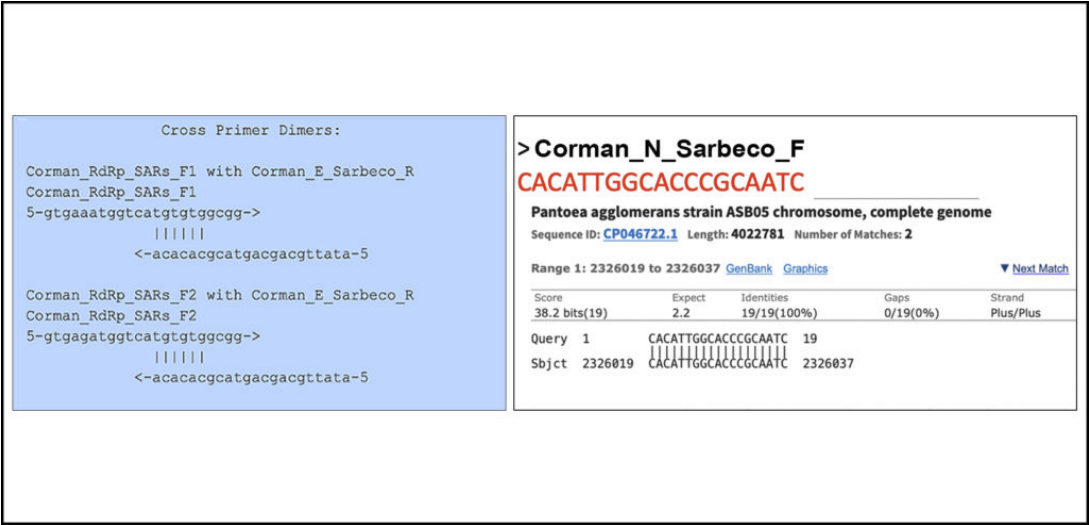 Cross Primer Dimers:
Corman_RdRp_SARs_F1 with Corman_E_Sarbeco_R
Corman_RdRp_SARs_F1
5-gtgaaatggtcatgtgtggcgg->
||||||
<-acacacgcatgacgacgttata-5
Corman_RdRp_SARs_F2 with Corman_E_Sarbeco_R
Corman_RdRp_SARs_F2
5-gtgagatggtcatgtgtggcgg->
||||||
<-acacacgcatgacgacgttata-5
>Corman_N_Sarbeco_F
CACATTGGCACCCGCAATC
Pantoea agglomerans strain ASB05 chromosome, complete genome
Sequence ID: CP046722.1 Length: 4022781 Number of Matches: 2
Range 1: 2326019 to 2326037 GenBank Graphics ▼ Next Match
Score Expect Identities Gaps Strand
38.2 bits(19) 2.2 19/19(100%) 0/19(0%) Plus/Plus
Query 1 CACATTGGCACCCGCAATC 19
|||||||||||||||||||
Sbjct 2326019 CACATTGGCACCCGCAATC 2326037